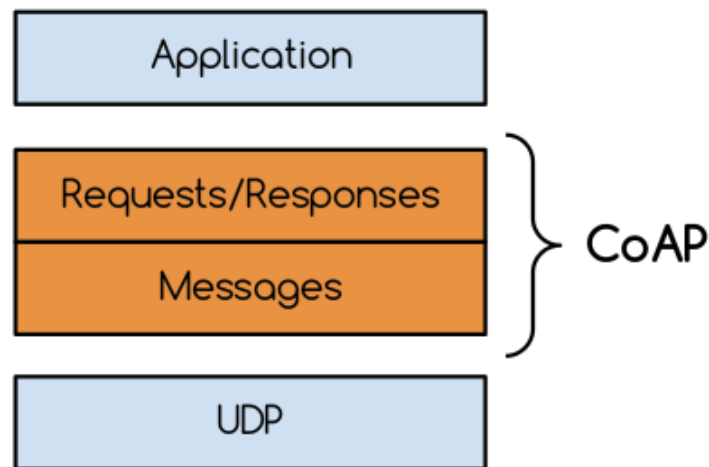 Application
Requests/Responses
Messages
CoAP
UDP